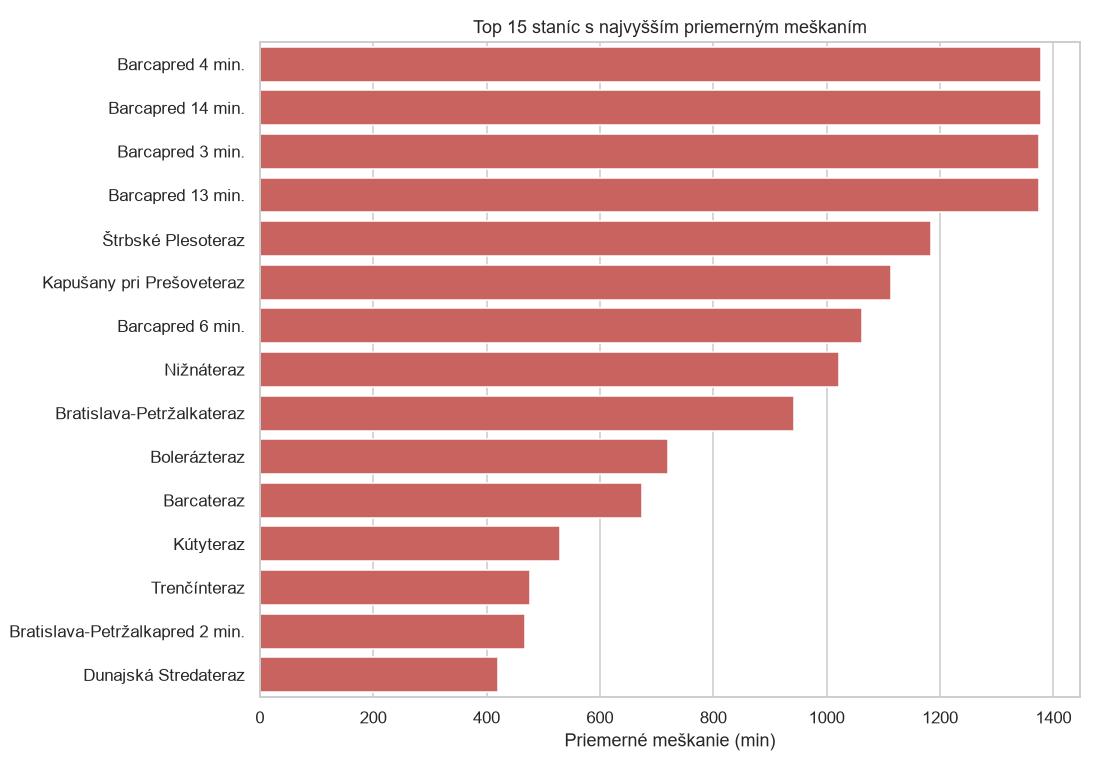 Top 15 staníc s najvyšším priemerným meškaním
Barcapred 4 min.
Barcapred 14 min.
Barcapred 3 min.
Barcapred 13 min.
Štrbské Plesoteraz
Kapušany pri Prešoveteraz
Barcapred 6 min.
Nižnáteraz
Bratislava-Petržalkateraz
Bolerázteraz
Barcateraz
Kútyteraz
Trenčínteraz
Bratislava-Petržalkapred 2 min.
Dunajská Stredateraz
0 200 400 600 800 1000 1200 1400
Priemerné meškanie (min)